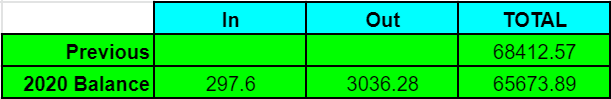 In Out TOTAL
Previous 68412.57
2020 Balance 297.6 3036.28 65673.89